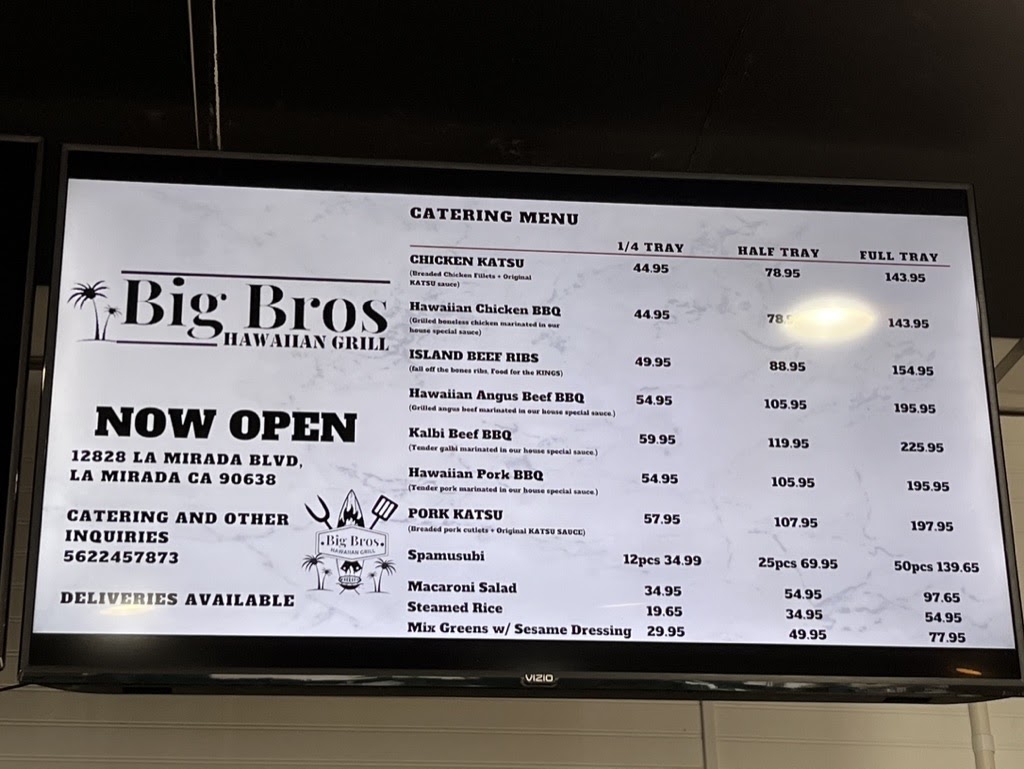 Big Bros
HAWAIIAN GRILL
NOW OPEN
12828 LA MIRADA BLVD,
LA MIRADA CA 90638
CATERING AND OTHER
INQUIRIES
5622457873
DELIVERIES AVAILABLE
.Big Bros.
HAWAIIAN GRILL
CATERING MENU
1/4 TRAY HALF TRAY FULL TRAY
CHICKEN KATSU 44.95 78.95 143.95
(Breaded Chicken Fillets + Original
KATSU sauce)
Hawaiian Chicken BBQ 44.95 143.95
(Grilled boneless chicken marinated in our
house special sauce)
ISLAND BEEF RIBS 49.95 88.95 154.95
(fall off the bones ribs. Food for the KINGS)
Hawaiian Angus Beef BBQ 54.95 105.95 195.95
(Grilled angus beef marinated in our house special sauce.)
Kalbi Beef BBQ 59.95 119.95 225.95
(Tender galbi marinated in our house special sauce.)
Hawaiian Pork BBQ 54.95 105.95 195.95
(Tender pork marinated in our house special sauce.)
PORK KATSU 57.95 107.95 197.95
(Breaded pork cutlets + Original KATSU SAUCE)
Spamusubi 12pcs 34.99 25pcs 69.95 50pcs 139.65
Macaroni Salad 34.95 54.95 97.65
Steamed Rice 19.65 34.95 54.95
Mix Greens w/ Sesame Dressing 29.95 49.95 77.95
VIZIO